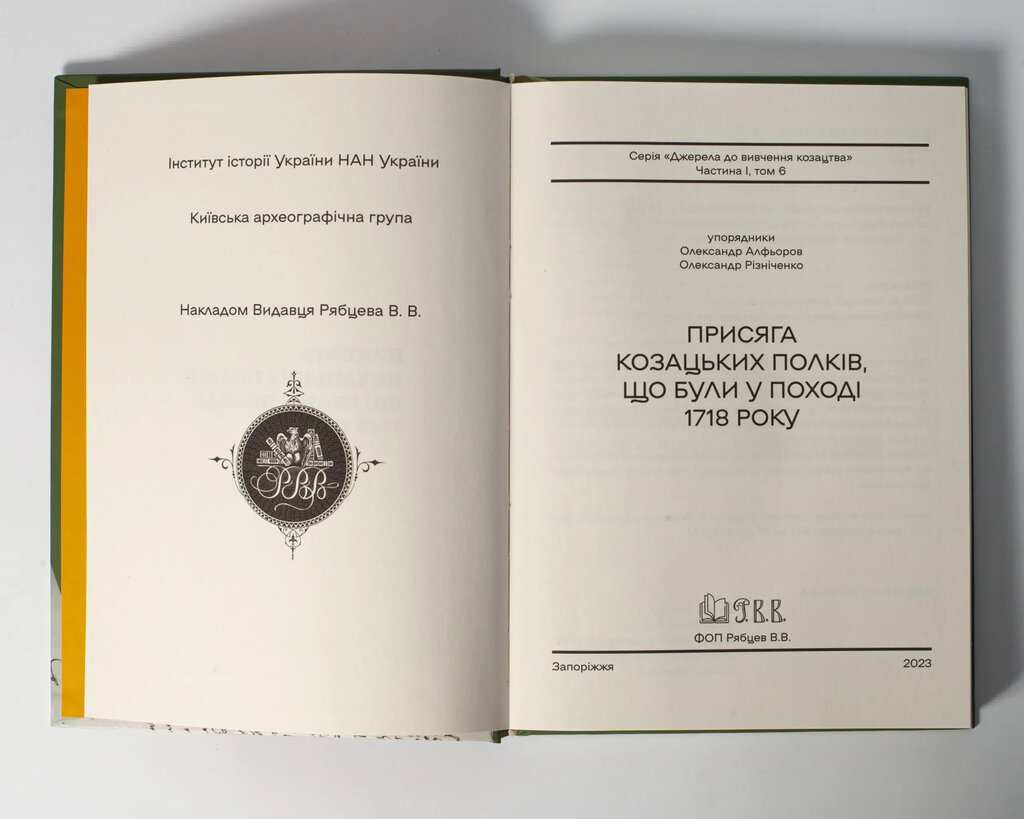 Інститут історії України НАН України
Київська археографічна група
Накладом Видавця Рябцева В. В.
РВВ
Серія «Джерела до вивчення козацтва»
Частина І, том 6
упорядники
Олександр Алфьоров
Олександр Різніченко
ПРИСЯГА
КОЗАЦЬКИХ ПОЛКІВ,
ЩО БУЛИ У ПОХОДІ
1718 РОКУ
Р.В.В.
ФОП Рябцев В.В.
Запоріжжя
2023